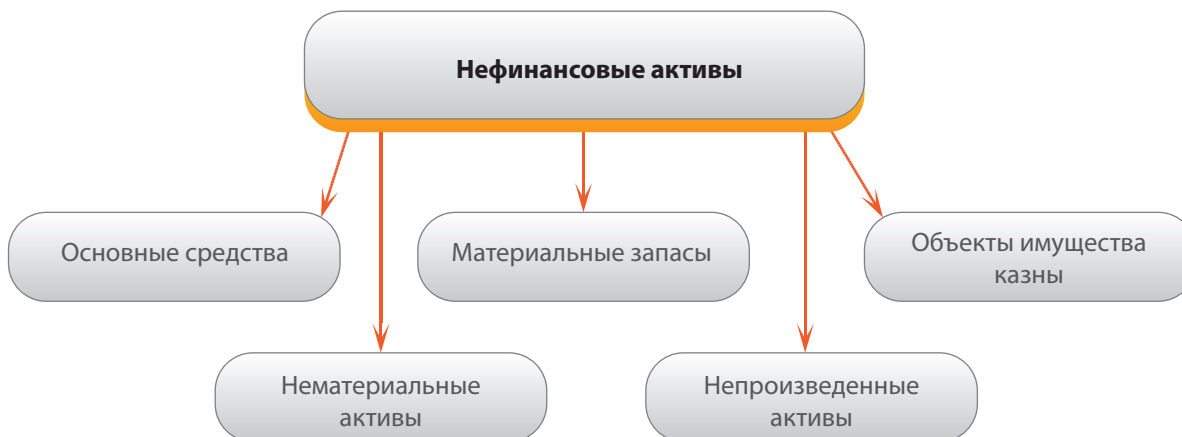 Нефинансовые активы
Основные средства
Материальные запасы
Объекты имущества
казны
Нематериальные
активы
Непроизведенные
активы